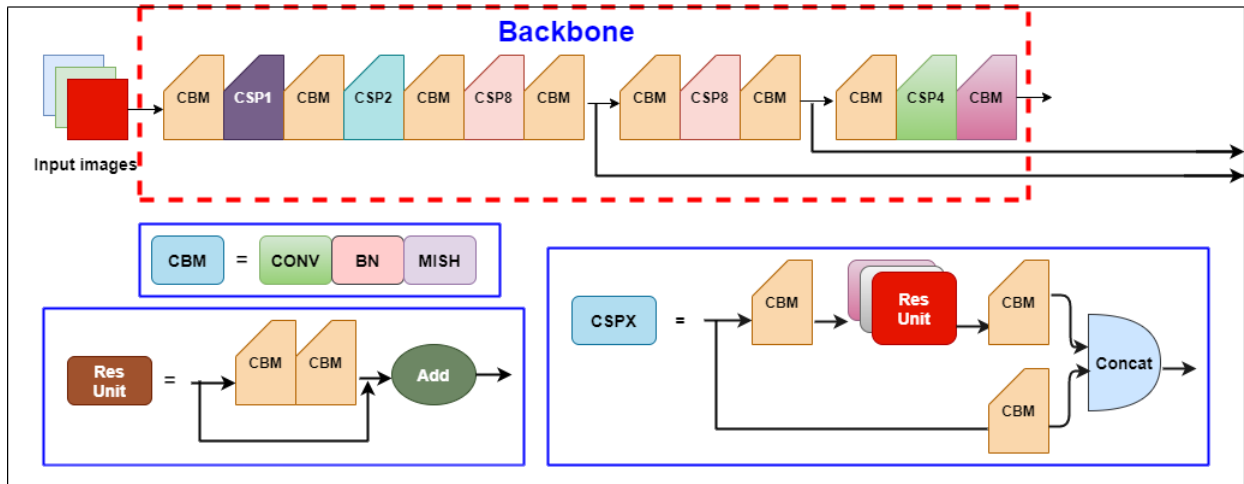 Backbone
CBM CSP1 CBM CSP2 CBM CSP8 CBM CBM CSP8 CBM CBM CSP4 CBM
Input images
CBM = CONV BN MISH
Res
Unit
=
CBM CBM
Add
CSPX =
CBM
Res
Unit
CBM
Concat
CBM